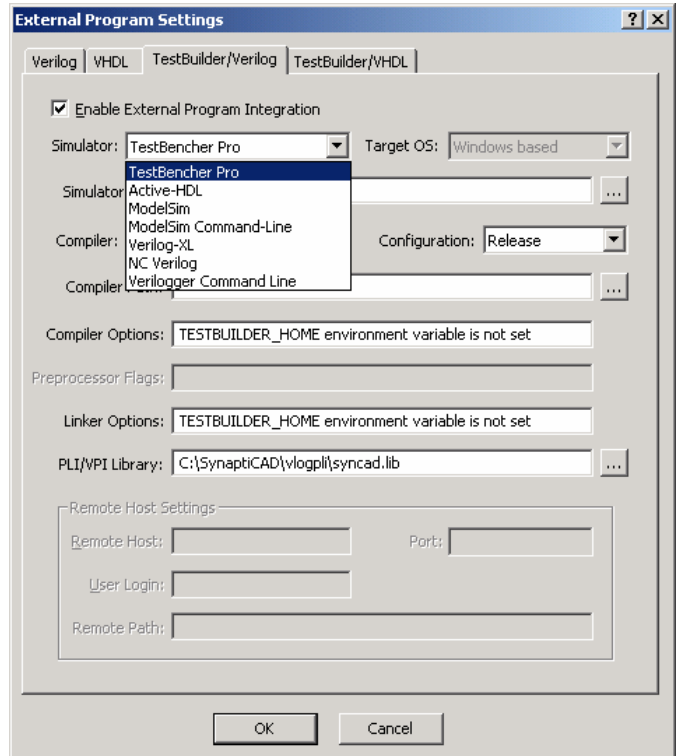 External Program Settings
Verilog VHDL TestBuilder/Verilog TestBuilder/VHDL
Enable External Program Integration
Simulator: TestBencher Pro Target OS: Windows based
TestBencher Pro
Simulator Active-HDL ...
ModelSim
ModelSim Command-Line
Compiler: Verilog-XL Configuration: Release
NC Verilog
Compiler Verilogger Command Line ...
Compiler Options: TESTBUILDER_HOME environment variable is not set
Preprocessor Flags:
Linker Options: TESTBUILDER_HOME environment variable is not set
PLI/VPI Library: C:\SynaptiCAD\vlogpli\syncad.lib ...
Remote Host Settings
Remote Host: Port:
User Login:
Remote Path:
OK Cancel